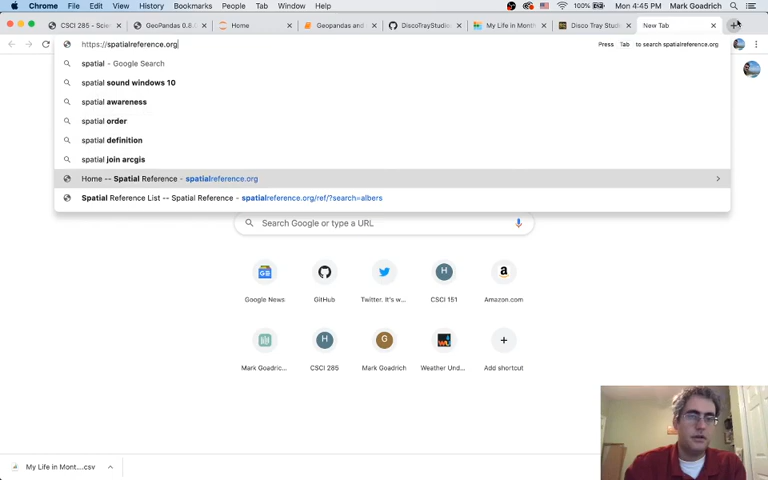 Chrome File Edit View History Bookmarks People Tab Window Help 100% Mon 4:45 PM Mark Goadrich
CSCI 285 – Scien
GeoPandas 0.8.
Home
Geopandas and
DiscoTrayStudios
My Life in Month
Disco Tray Studi
New Tab
https://spatialreference.org
Press Tab to search spatialreference.org
spatial – Google Search
spatial sound windows 10
spatial awareness
spatial order
spatial definition
spatial join arcgis
Home -- Spatial Reference - spatialreference.org
Spatial Reference List -- Spatial Reference - spatialreference.org/ref/?search=albers
Search Google or type a URL
H
a
Google News
GitHub
Twitter. It's w...
CSCI 151
Amazon.com
H
G
WU
Mark Goadric...
CSCI 285
Mark Goadrich
Weather Und...
Add shortcut
My Life in Mont....csv